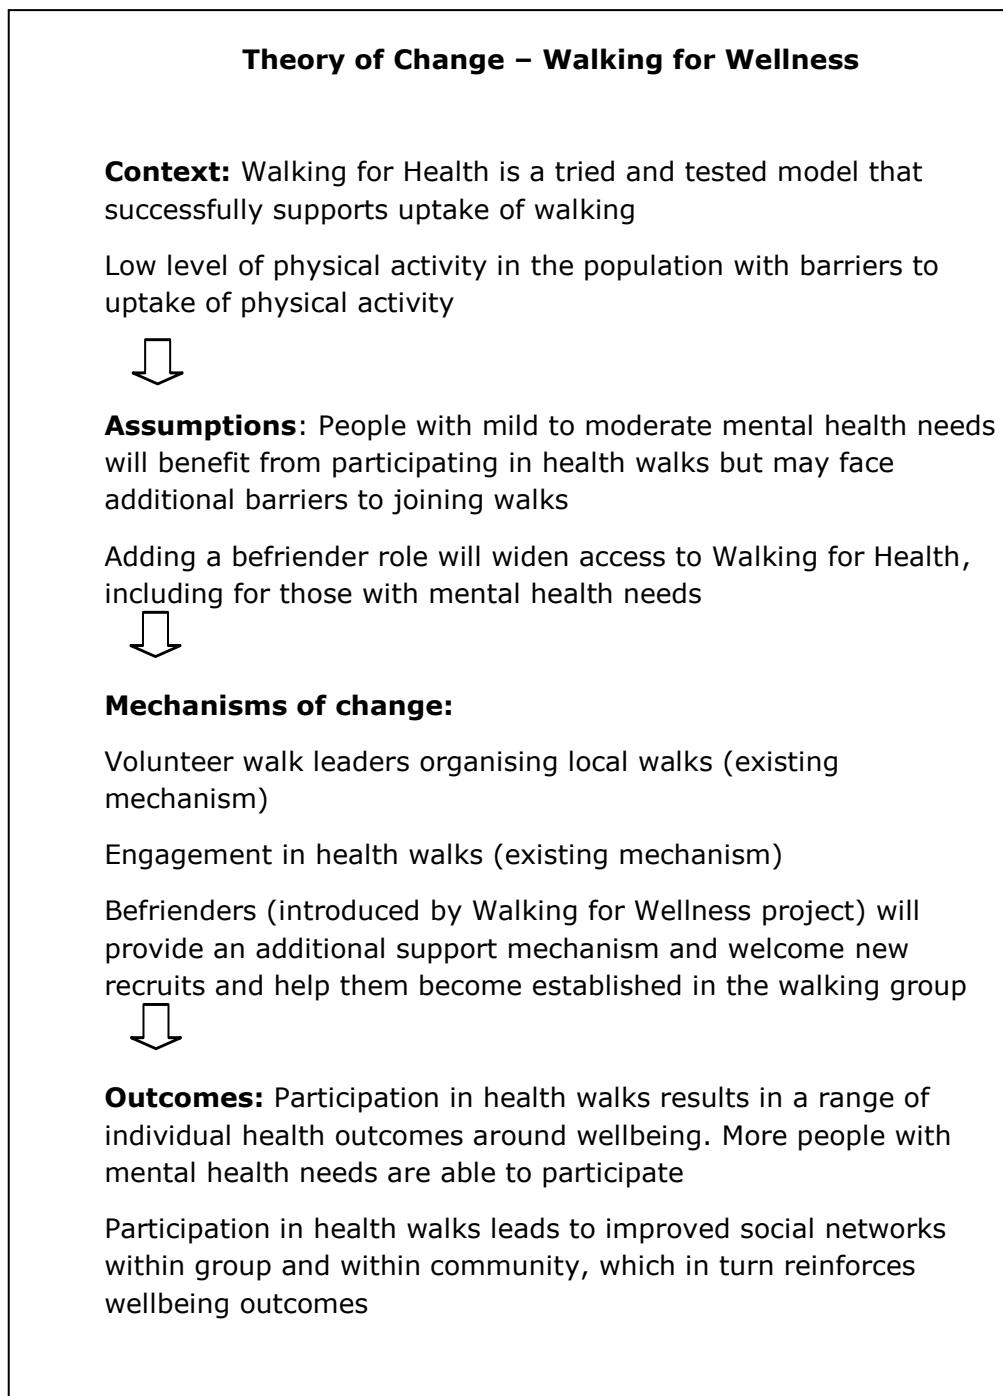 Theory of Change – Walking for Wellness
Context: Walking for Health is a tried and tested model that
successfully supports uptake of walking
Low level of physical activity in the population with barriers to
uptake of physical activity
Assumptions: People with mild to moderate mental health needs
will benefit from participating in health walks but may face
additional barriers to joining walks
Adding a befriender role will widen access to Walking for Health,
including for those with mental health needs
Mechanisms of change:
Volunteer walk leaders organising local walks (existing
mechanism)
Engagement in health walks (existing mechanism)
Befrienders (introduced by Walking for Wellness project) will
provide an additional support mechanism and welcome new
recruits and help them become established in the walking group
Outcomes: Participation in health walks results in a range of
individual health outcomes around wellbeing. More people with
mental health needs are able to participate
Participation in health walks leads to improved social networks
within group and within community, which in turn reinforces
wellbeing outcomes